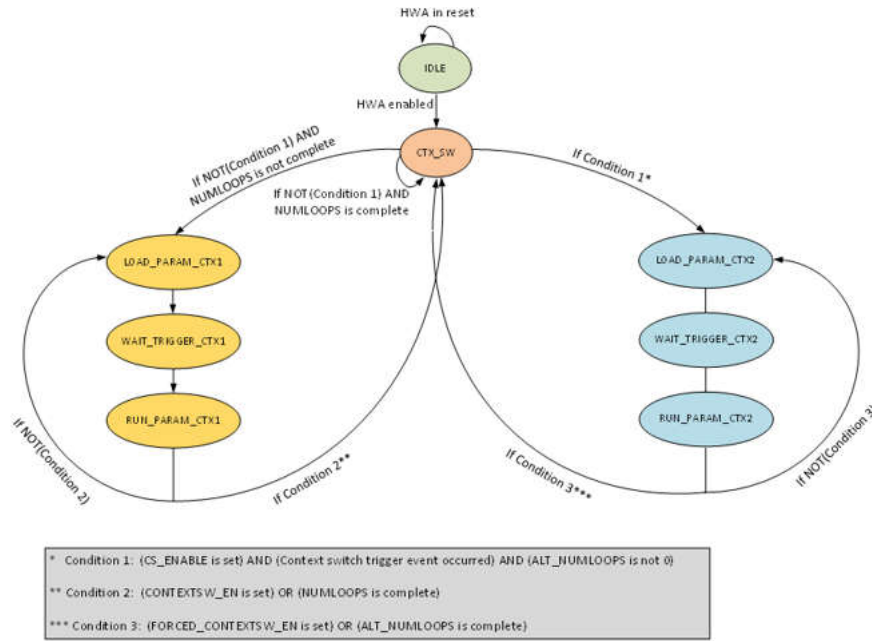 HWA in reset
IDLE
HWA enabled
CTX_SW
If NOT(Condition 1) AND
NUMLOOPS is not complete
If NOT(Condition 1) AND
NUMLOOPS is complete
If Condition 1*
LOAD_PARAM_CTX1
WAIT_TRIGGER_CTX1
RUN_PARAM_CTX1
If NOT(Condition 2)
If Condition 2**
LOAD_PARAM_CTX2
WAIT_TRIGGER_CTX2
RUN_PARAM_CTX2
If Condition 3***
If NOT(Condition 3)
* Condition 1: (CS_ENABLE is set) AND (Context switch trigger event occurred) AND (ALT_NUMLOOPS is not 0)
** Condition 2: (CONTEXTSW_EN is set) OR (NUMLOOPS is complete)
*** Condition 3: (FORCED_CONTEXTSW_EN is set) OR (ALT_NUMLOOPS is complete)